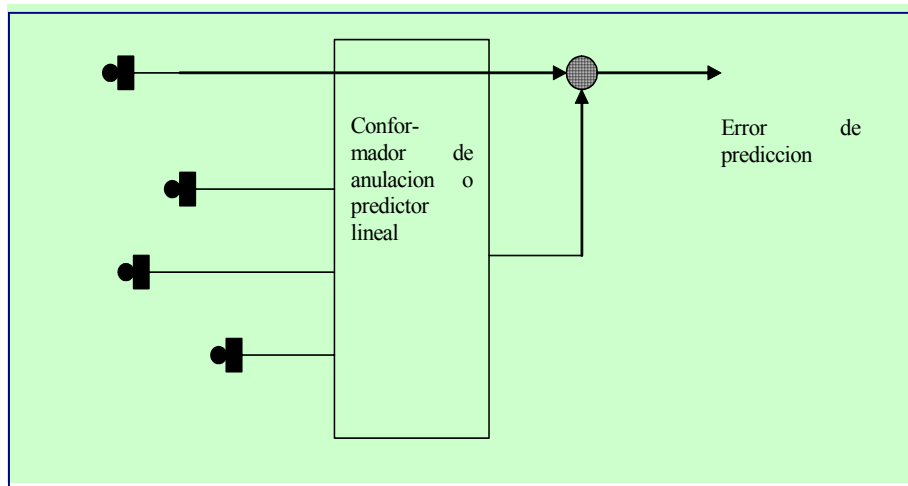 Confor-
mador de
anulacion o
predictor
lineal
Error de
prediccion